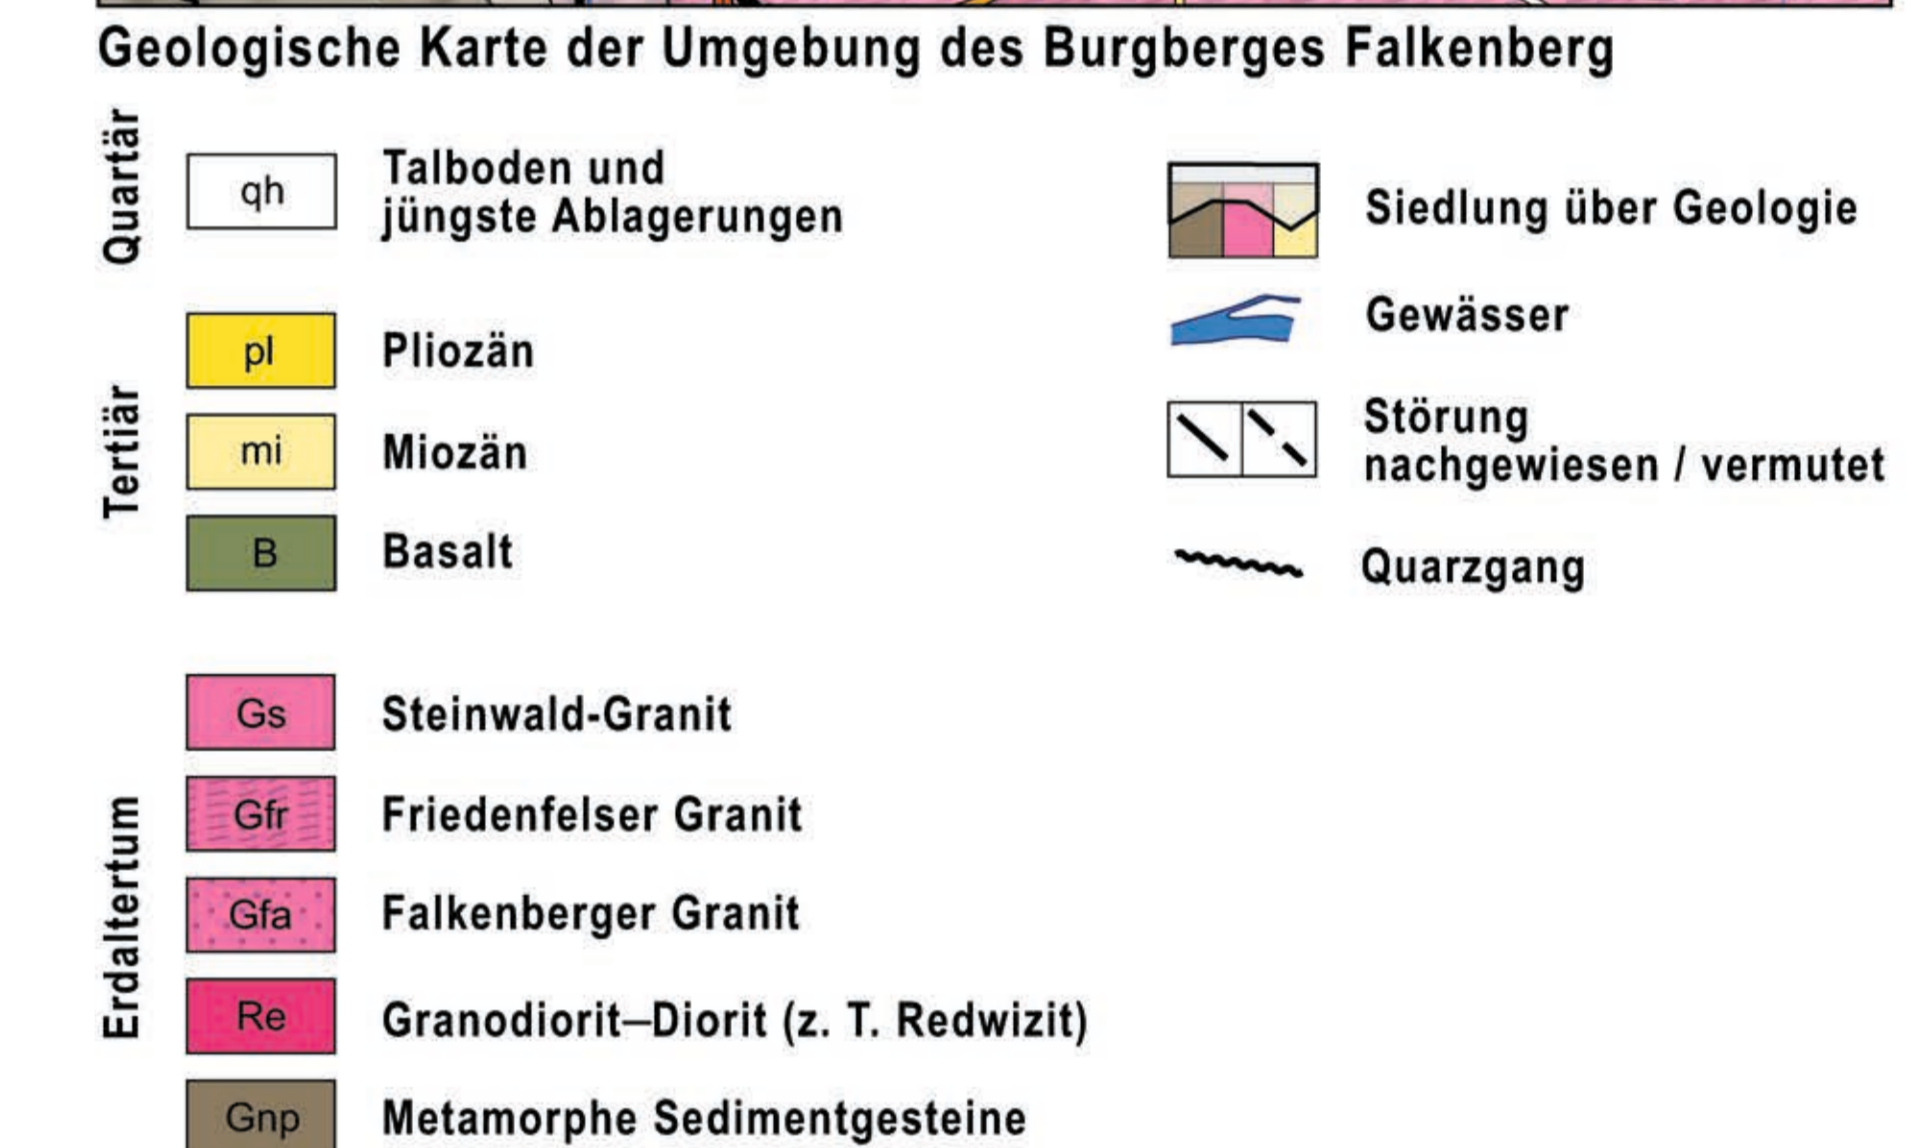 Geologische Karte der Umgebung des Burgberges Falkenberg
Quartär
qh
Talboden und
jüngste Ablagerungen
Tertiär
pl
Pliozän
mi
Miozän
B
Basalt
Erdaltertum
Gs
Steinwald-Granit
Gfr
Friedenfelser Granit
Gfa
Falkenberger Granit
Re
Granodiorit–Diorit (z. T. Redwizit)
Gnp
Metamorphe Sedimentgesteine
Siedlung über Geologie
Gewässer
Störung
nachgewiesen / vermutet
Quarzgang